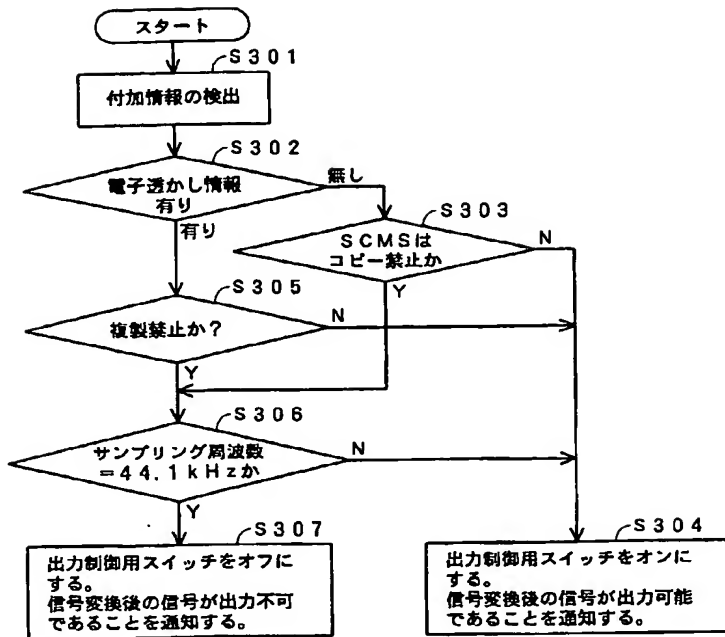 スタート
S301
付加情報の検出
S302
電子透かし情報
有り
無し
有り
S303
SCMSは
コピー禁止か
N
Y
S305
複製禁止か?
N
Y
S306
サンプリング周波数
=44.1kHzか
N
Y
S307
出力制御用スイッチをオフに
する。
信号変換後の信号が出力不可
であることを通知する。
S304
出力制御用スイッチをオンに
する。
信号変換後の信号が出力可能
であることを通知する。